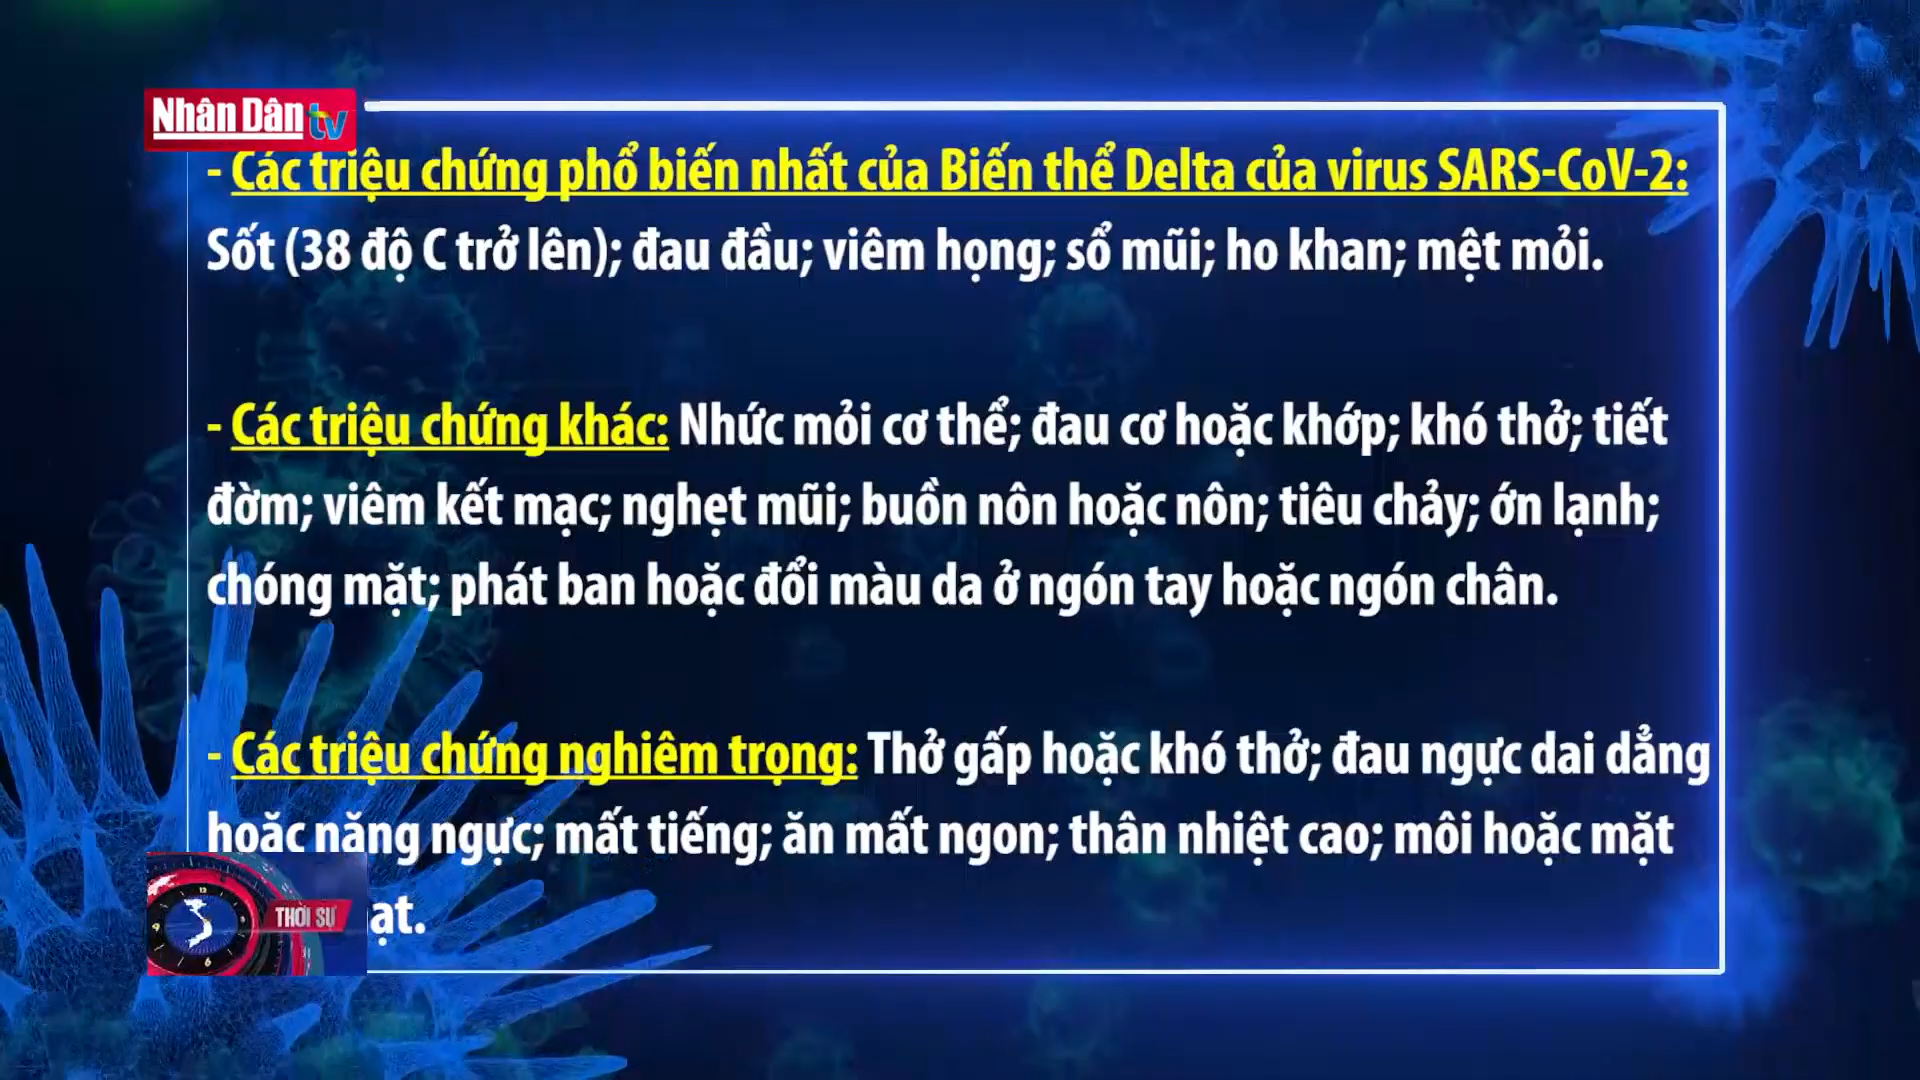 Nhân Dân tv
- Các triệu chứng phổ biến nhất của Biến thể Delta của virus SARS-CoV-2:
Sốt (38 độ C trở lên); đau đầu; viêm họng; sổ mũi; ho khan; mệt mỏi.
- Các triệu chứng khác: Nhức mỏi cơ thể; đau cơ hoặc khớp; khó thở; tiết
đờm; viêm kết mạc; nghẹt mũi; buồn nôn hoặc nôn; tiêu chảy; ớn lạnh;
chóng mặt; phát ban hoặc đổi màu da ở ngón tay hoặc ngón chân.
- Các triệu chứng nghiêm trọng: Thở gấp hoặc khó thở; đau ngực dai dẳng
hoặc nặng ngực; mất tiếng; ăn mất ngon; thân nhiệt cao; môi hoặc mặt
THỜI SỰ